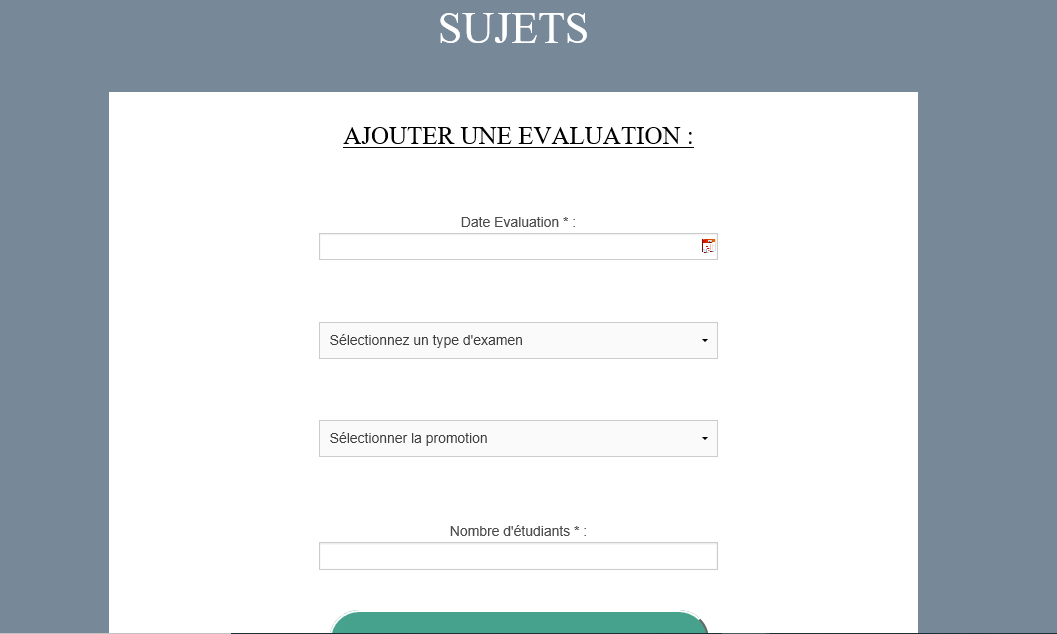 SUJETS
AJOUTER UNE EVALUATION :
Date Evaluation * :
Sélectionnez un type d'examen
Sélectionner la promotion
Nombre d'étudiants * :